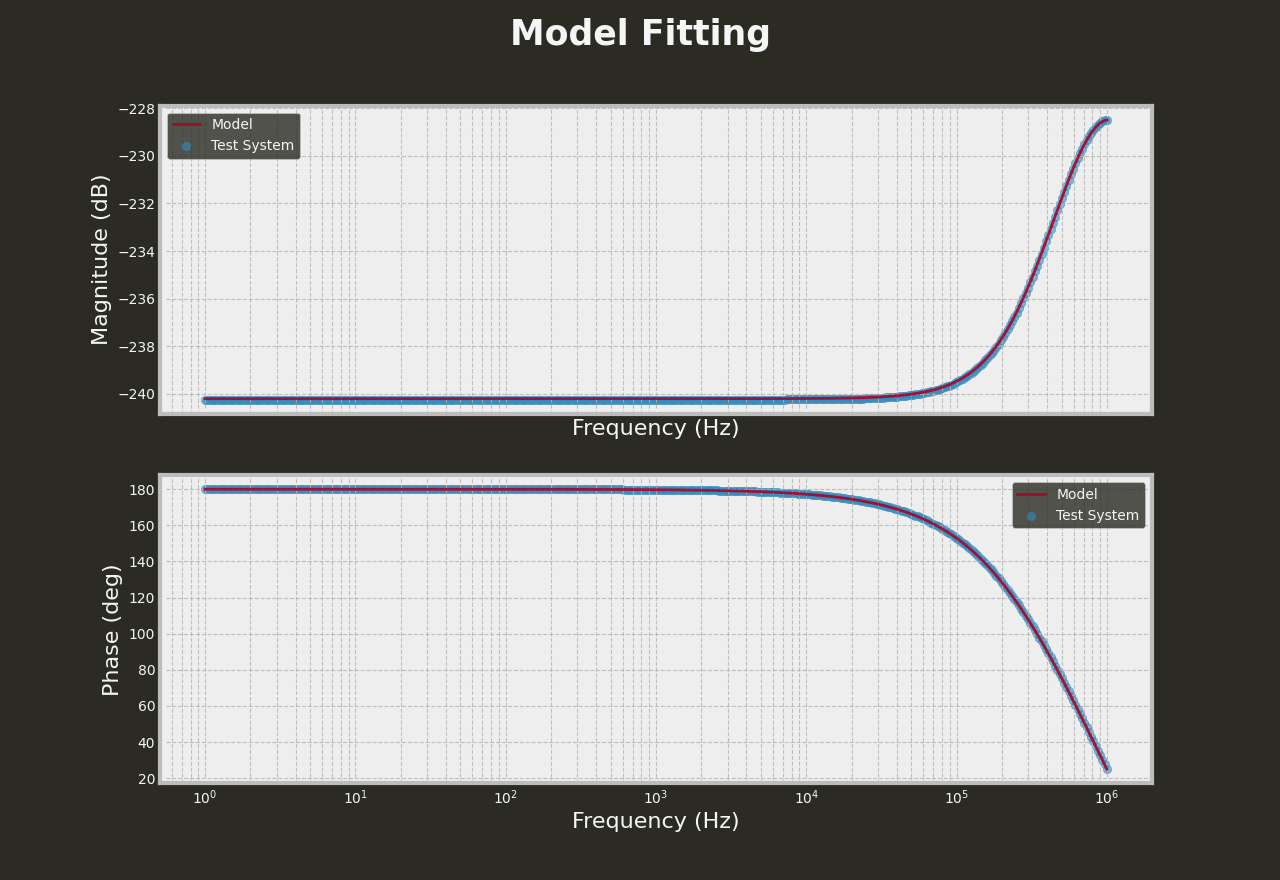 Model Fitting
Magnitude (dB)
−228
−230
−232
−234
−236
−238
−240
Model
Test System
Frequency (Hz)
Phase (deg)
180
160
140
120
100
80
60
40
20
Model
Test System
10⁰ 10¹ 10² 10³ 10⁴ 10⁵ 10⁶
Frequency (Hz)